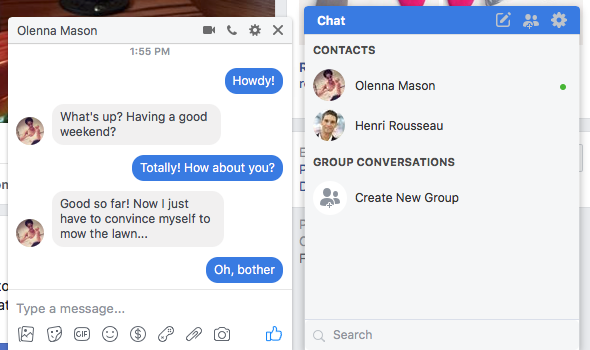 Olenna Mason
1:55 PM
Howdy!
What's up? Having a good
weekend?
Totally! How about you?
Good so far! Now I just
have to convince myself to
mow the lawn...
Oh, bother
Type a message...
GIF
$
Chat
CONTACTS
Olenna Mason
Henri Rousseau
GROUP CONVERSATIONS
Create New Group
Search